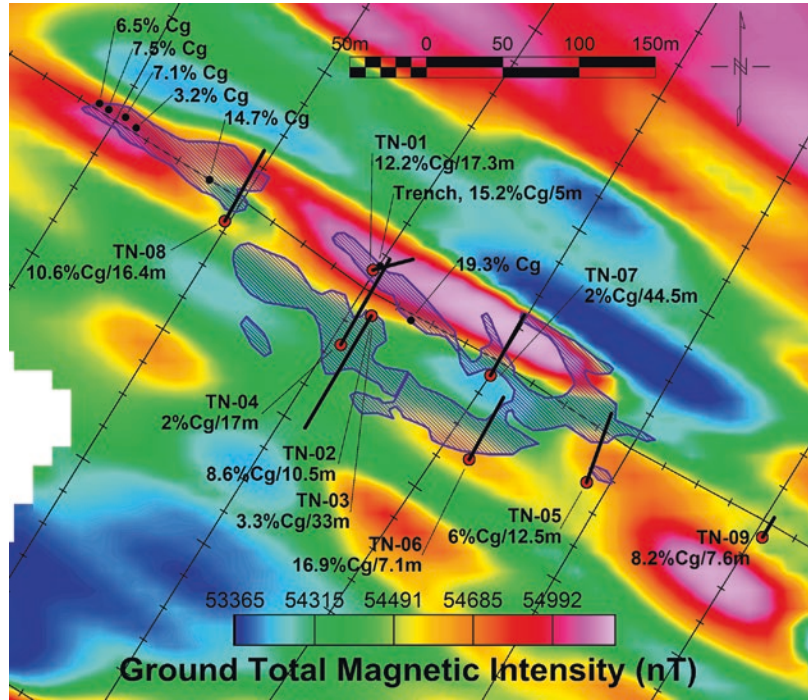 6.5% Cg
7.5% Cg
7.1% Cg
3.2% Cg
14.7% Cg
50m 0 50 100 150m
N
TN-01
12.2%Cg/17.3m
Trench, 15.2%Cg/5m
19.3% Cg
TN-08
10.6%Cg/16.4m
TN-07
2%Cg/44.5m
TN-04
2%Cg/17m
TN-02
8.6%Cg/10.5m
TN-03
3.3%Cg/33m
TN-06
16.9%Cg/7.1m
TN-05
6%Cg/12.5m
TN-09
8.2%Cg/7.6m
53365 54315 54491 54685 54992
Ground Total Magnetic Intensity (nT)